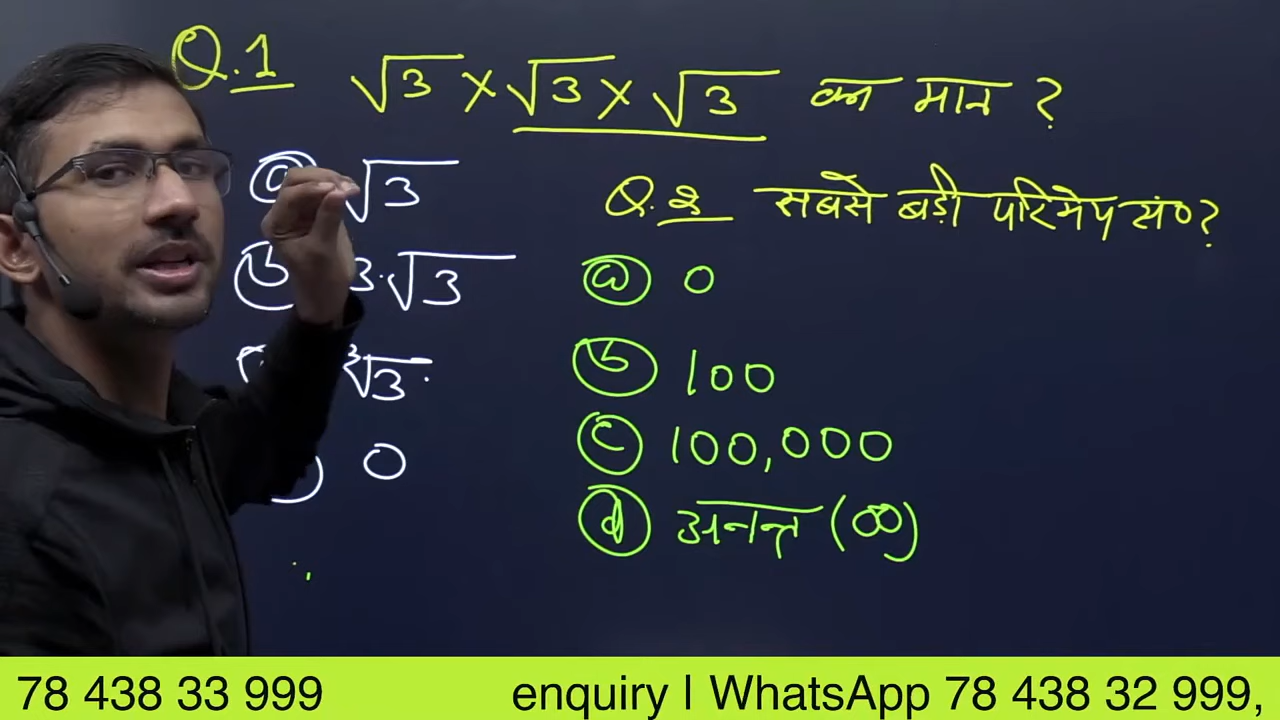 Q.1 √3 × √3 × √3 का मान ?
ⓐ √3
ⓑ 3·√3
³√3
0
Q.2 सबसे बड़ी परिमेय सं० ?
ⓐ 0
ⓑ 100
ⓒ 100,000
ⓓ अनन्त (∞)
78 438 33 999 enquiry I WhatsApp 78 438 32 999,